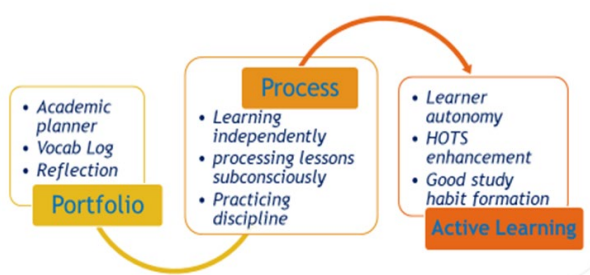 • Academic
planner
• Vocab Log
• Reflection
Portfolio
Process
• Learning
independently
• processing lessons
subconsciously
• Practicing
discipline
• Learner
autonomy
• HOTS
enhancement
• Good study
habit formation
Active Learning